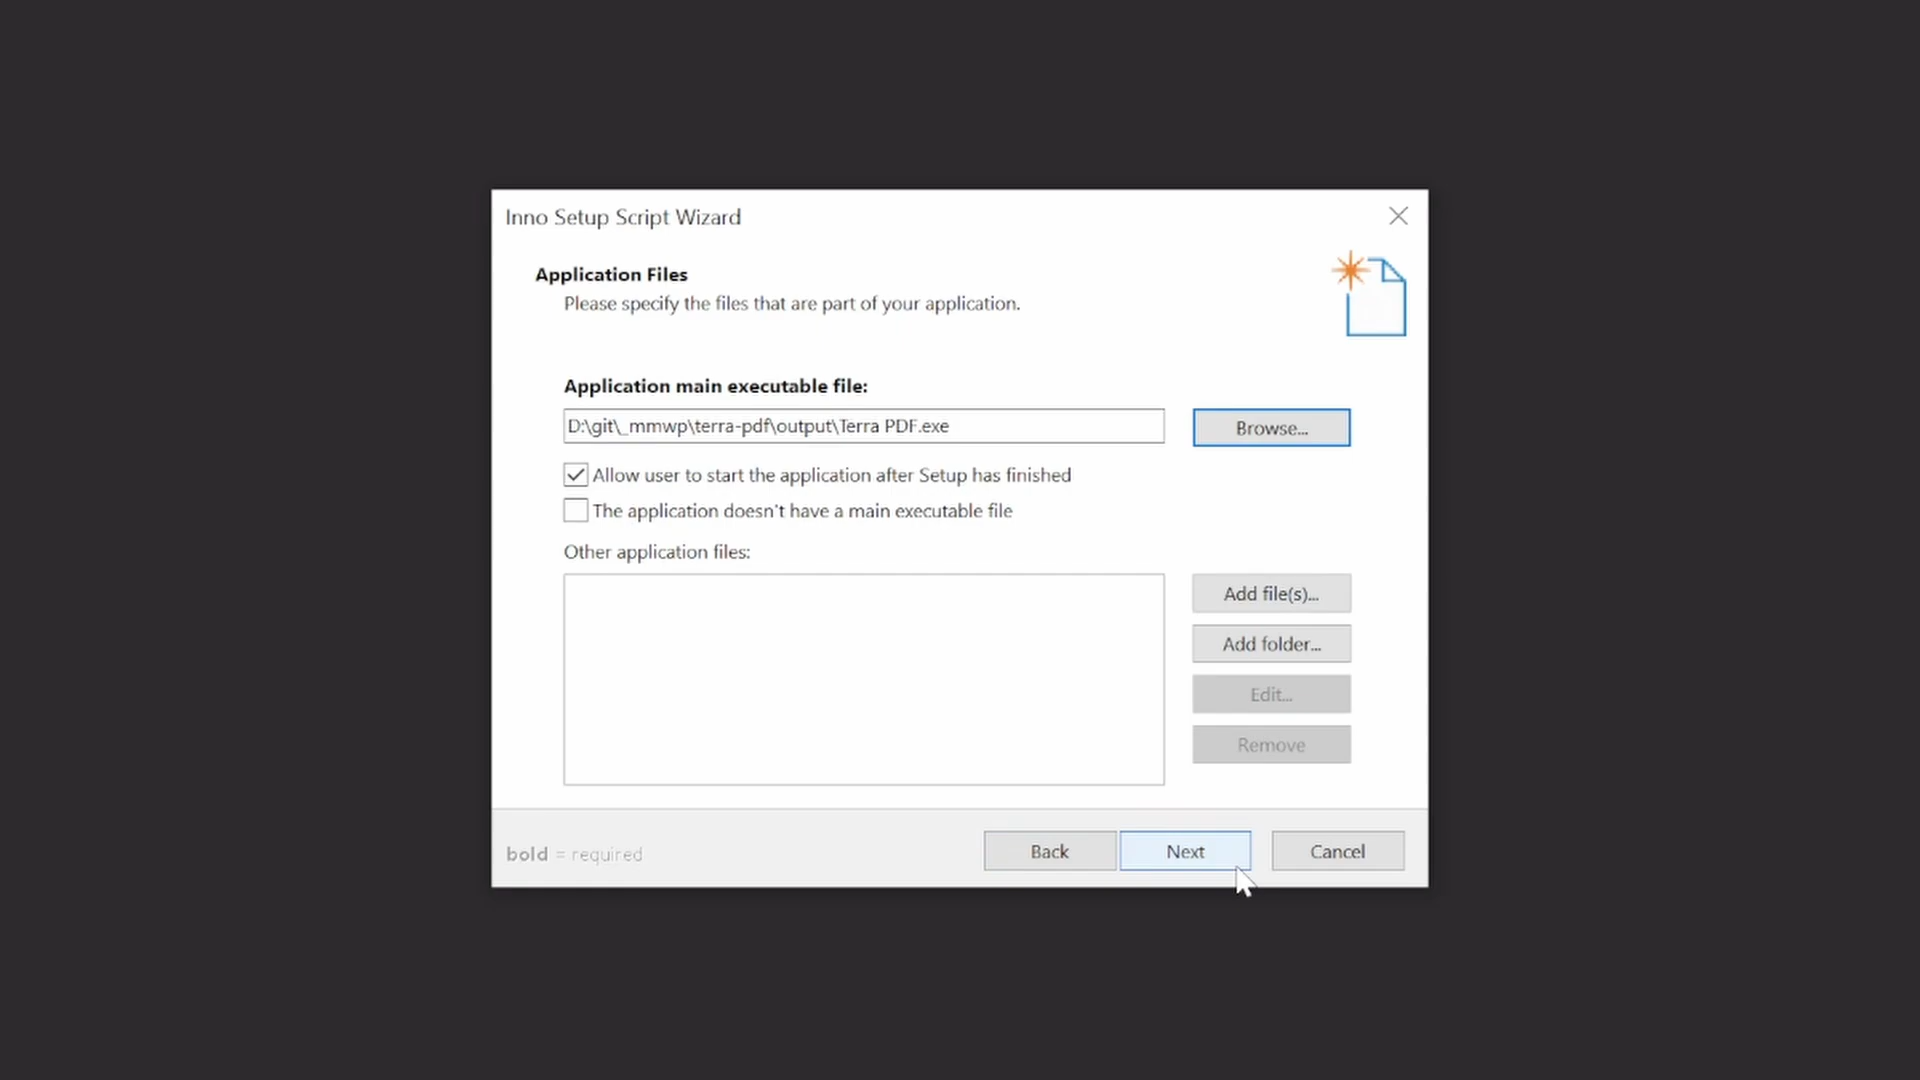 Inno Setup Script Wizard
Application Files
Please specify the files that are part of your application.
Application main executable file:
D:\git\_mmwp\terra-pdf\output\Terra PDF.exe
Browse...
Allow user to start the application after Setup has finished
The application doesn't have a main executable file
Other application files:
Add file(s)...
Add folder...
Edit...
Remove
bold = required
Back
Next
Cancel